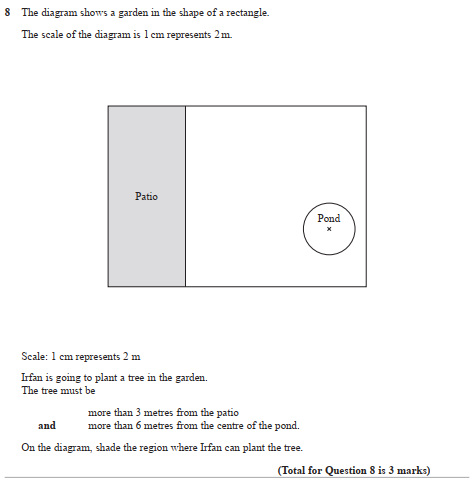 8 The diagram shows a garden in the shape of a rectangle.
The scale of the diagram is 1 cm represents 2 m.
Patio
Pond
Scale: 1 cm represents 2 m
Irfan is going to plant a tree in the garden.
The tree must be
more than 3 metres from the patio
and more than 6 metres from the centre of the pond.
On the diagram, shade the region where Irfan can plant the tree.
(Total for Question 8 is 3 marks)